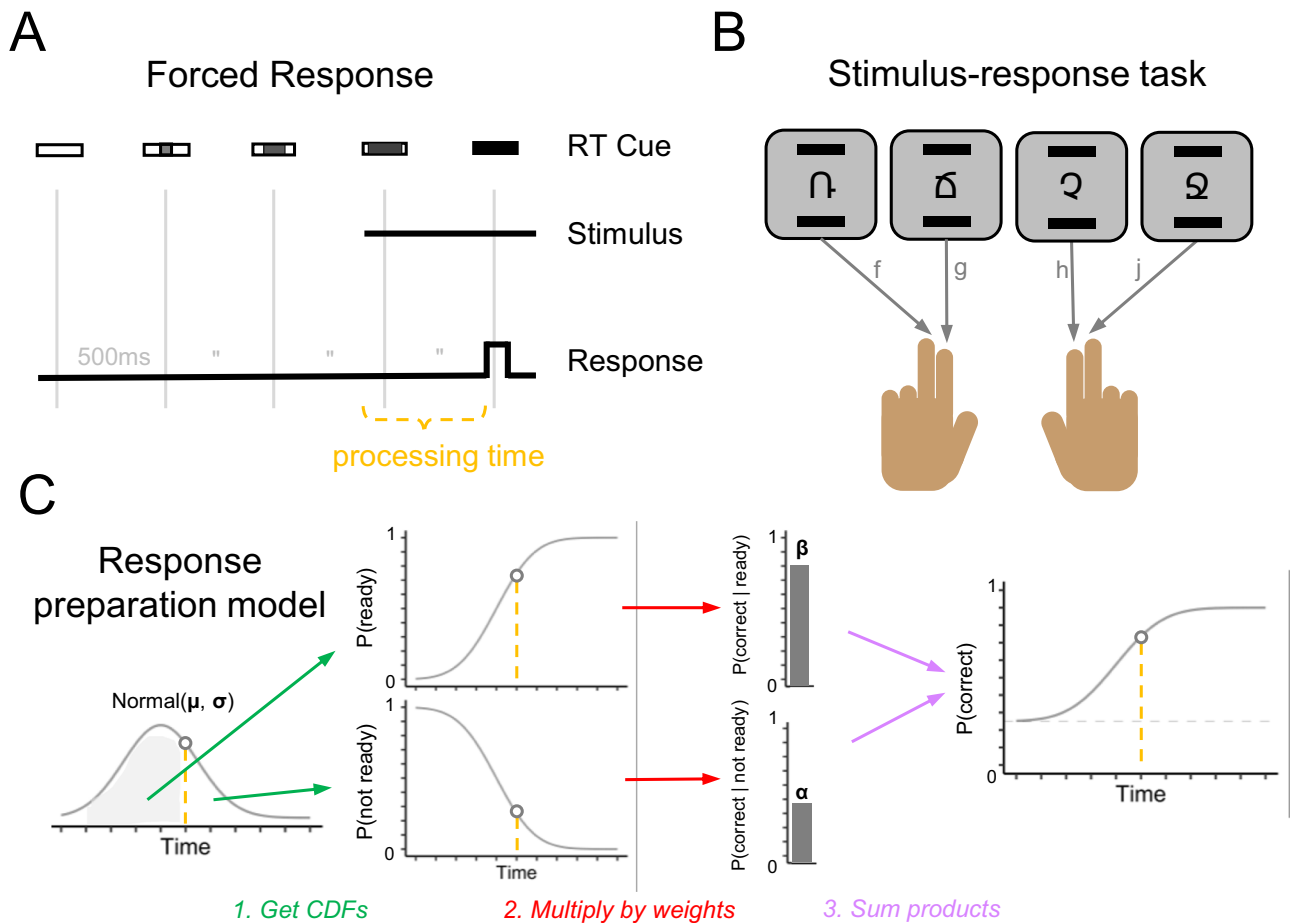 A
Forced Response
RT Cue
Stimulus
500ms " " "
Response
processing time
B
Stimulus-response task
Ռ Ճ Չ Ջ
f g h j
C
Response
preparation model
Normal(μ, σ)
Time
1
P(ready)
0
1
P(not ready)
0
Time
1
β
P(correct | ready)
0
1
α
P(correct | not ready)
0
1
P(correct)
0
Time
1. Get CDFs
2. Multiply by weights
3. Sum products